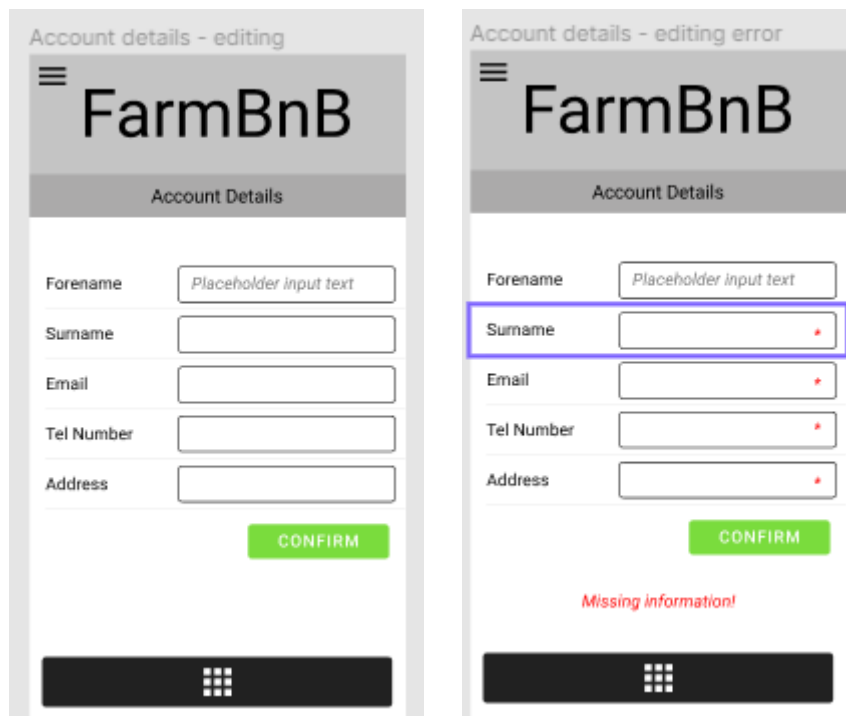 Account details - editing
FarmBnB
Account Details
Forename Placeholder input text
Surname
Email
Tel Number
Address
CONFIRM
Account details - editing error
FarmBnB
Account Details
Forename Placeholder input text
Surname *
Email *
Tel Number *
Address *
CONFIRM
Missing information!